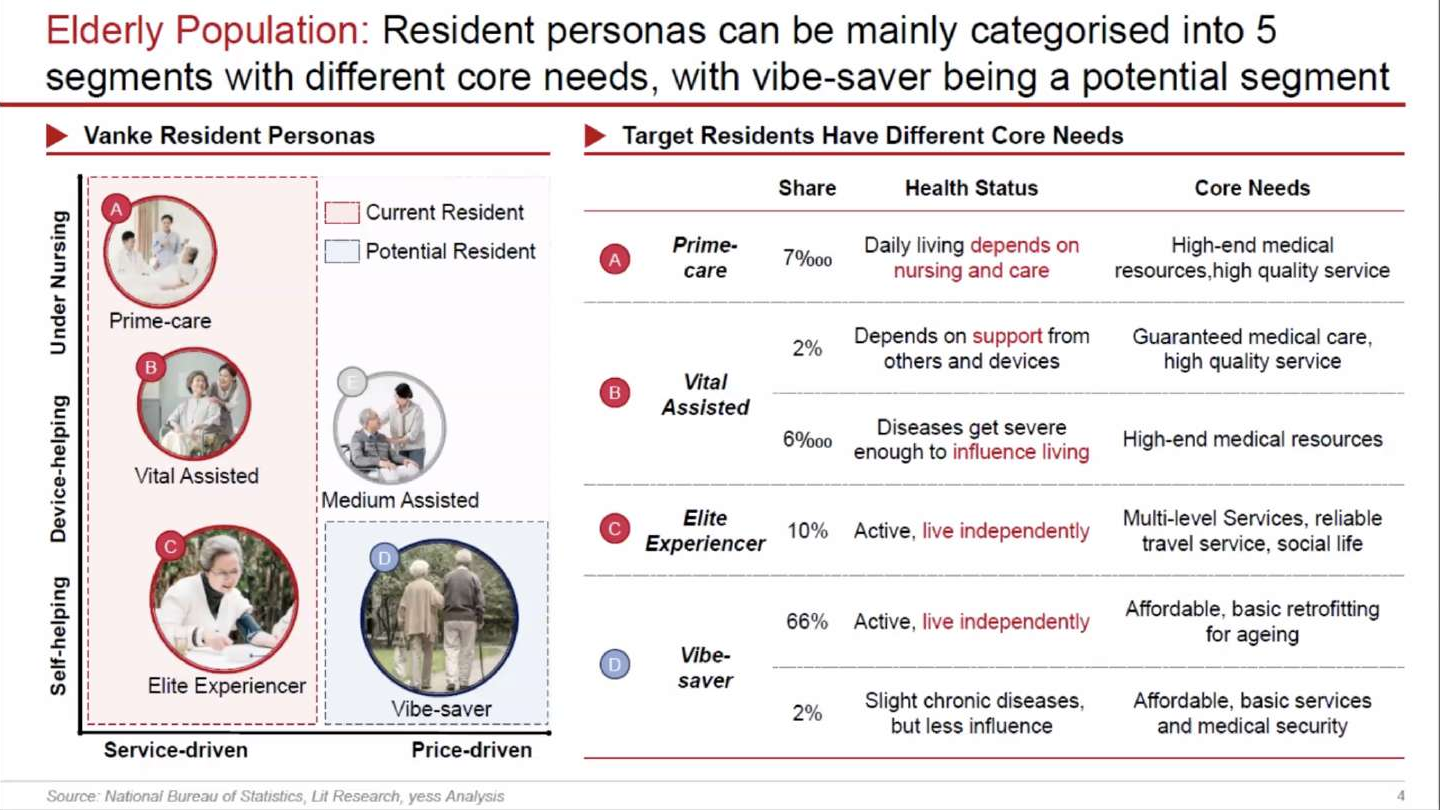 Elderly Population: Resident personas can be mainly categorised into 5
segments with different core needs, with vibe-saver being a potential segment
Vanke Resident Personas
Under Nursing
Device-helping
Self-helping
A
Prime-care
B
Vital Assisted
C
Elite Experiencer
Current Resident
Potential Resident
E
Medium Assisted
D
Vibe-saver
Service-driven
Price-driven
Target Residents Have Different Core Needs
Share
Health Status
Core Needs
A
Prime-
care
7%ooo
Daily living depends on
nursing and care
High-end medical
resources,high quality service
B
Vital
Assisted
2%
Depends on support from
others and devices
Guaranteed medical care,
high quality service
6%ooo
Diseases get severe
enough to influence living
High-end medical resources
C
Elite
Experiencer
10%
Active, live independently
Multi-level Services, reliable
travel service, social life
D
Vibe-
saver
66%
Active, live independently
Affordable, basic retrofitting
for ageing
2%
Slight chronic diseases,
but less influence
Affordable, basic services
and medical security
Source: National Bureau of Statistics, Lit Research, yess Analysis
4